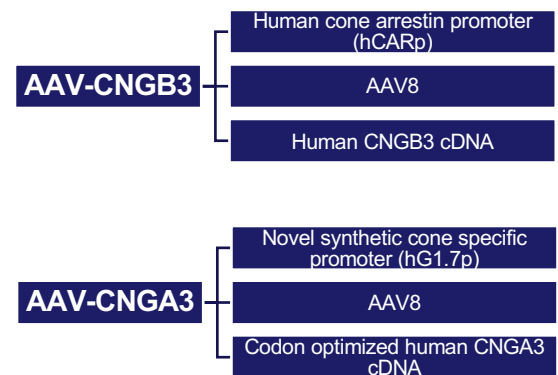 Human cone arrestin promoter
(hCARp)
AAV-CNGB3
AAV8
Human CNGB3 cDNA
Novel synthetic cone specific
promoter (hG1.7p)
AAV-CNGA3
AAV8
Codon optimized human CNGA3
cDNA